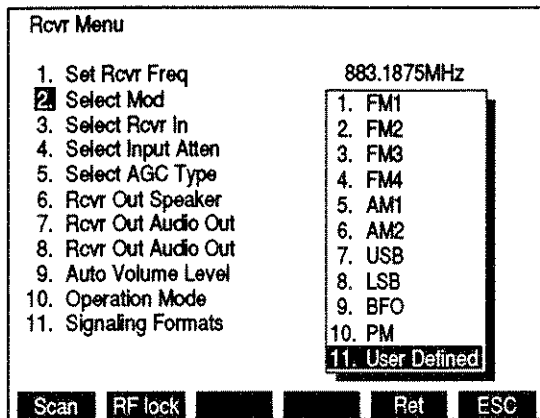 Rcvr Menu
1. Set Rcvr Freq 883.1875MHz
2. Select Mod
3. Select Rcvr In
4. Select Input Atten
5. Select AGC Type
6. Rcvr Out Speaker
7. Rcvr Out Audio Out
8. Rcvr Out Audio Out
9. Auto Volume Level
10. Operation Mode
11. Signaling Formats
1. FM1
2. FM2
3. FM3
4. FM4
5. AM1
6. AM2
7. USB
8. LSB
9. BFO
10. PM
11. User Defined
Scan RF lock Ret ESC